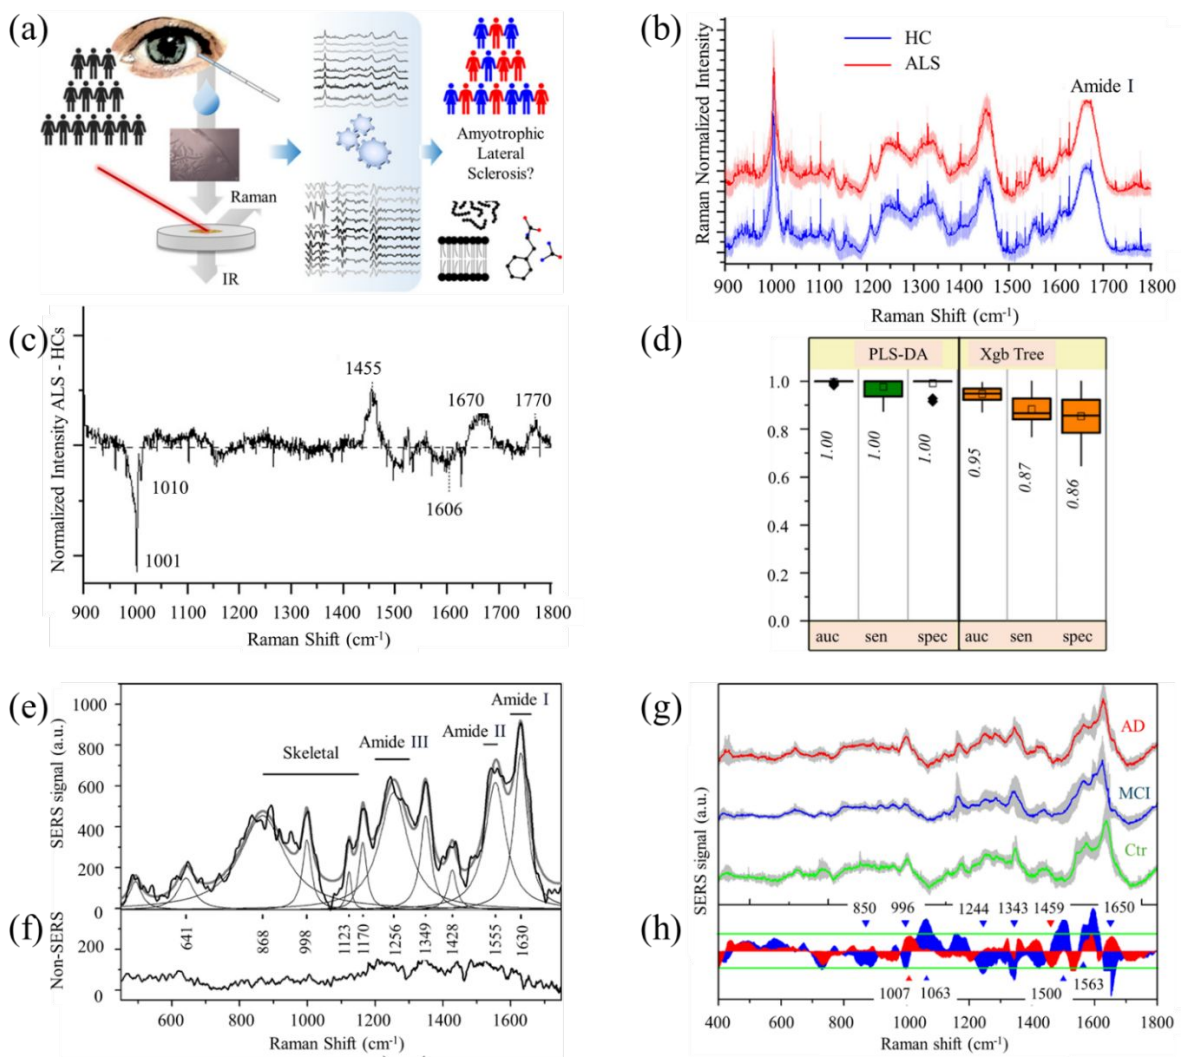 (a)
Raman
IR
Amyotrophic
Lateral
Sclerosis?
(b)
Raman Normalized Intensity
HC
ALS
Amide I
900 1000 1100 1200 1300 1400 1500 1600 1700 1800
Raman Shift (cm-1)
(c)
Normalized Intensity ALS - HCs
1455
1670
1770
1010
1606
1001
900 1000 1100 1200 1300 1400 1500 1600 1700 1800
Raman Shift (cm-1)
(d)
PLS-DA
Xgb Tree
1.0
0.8
0.6
0.4
0.2
0.0
1.00
1.00
1.00
0.95
0.87
0.86
auc sen spec auc sen spec
(e)
SERS signal (a.u.)
1000
800
600
400
200
0
Skeletal
Amide III
Amide II
Amide I
(f)
Non-SERS
200
0
641 868 998 1123 1170 1256 1349 1428 1555 1630
600 800 1000 1200 1400 1600
Raman shift (cm-1)
(g)
SERS signal (a.u.)
AD
MCI
Ctr
850 996 1244 1343 1459 1650
(h)
1007 1063 1500 1563
400 600 800 1000 1200 1400 1600 1800
Raman shift (cm-1)